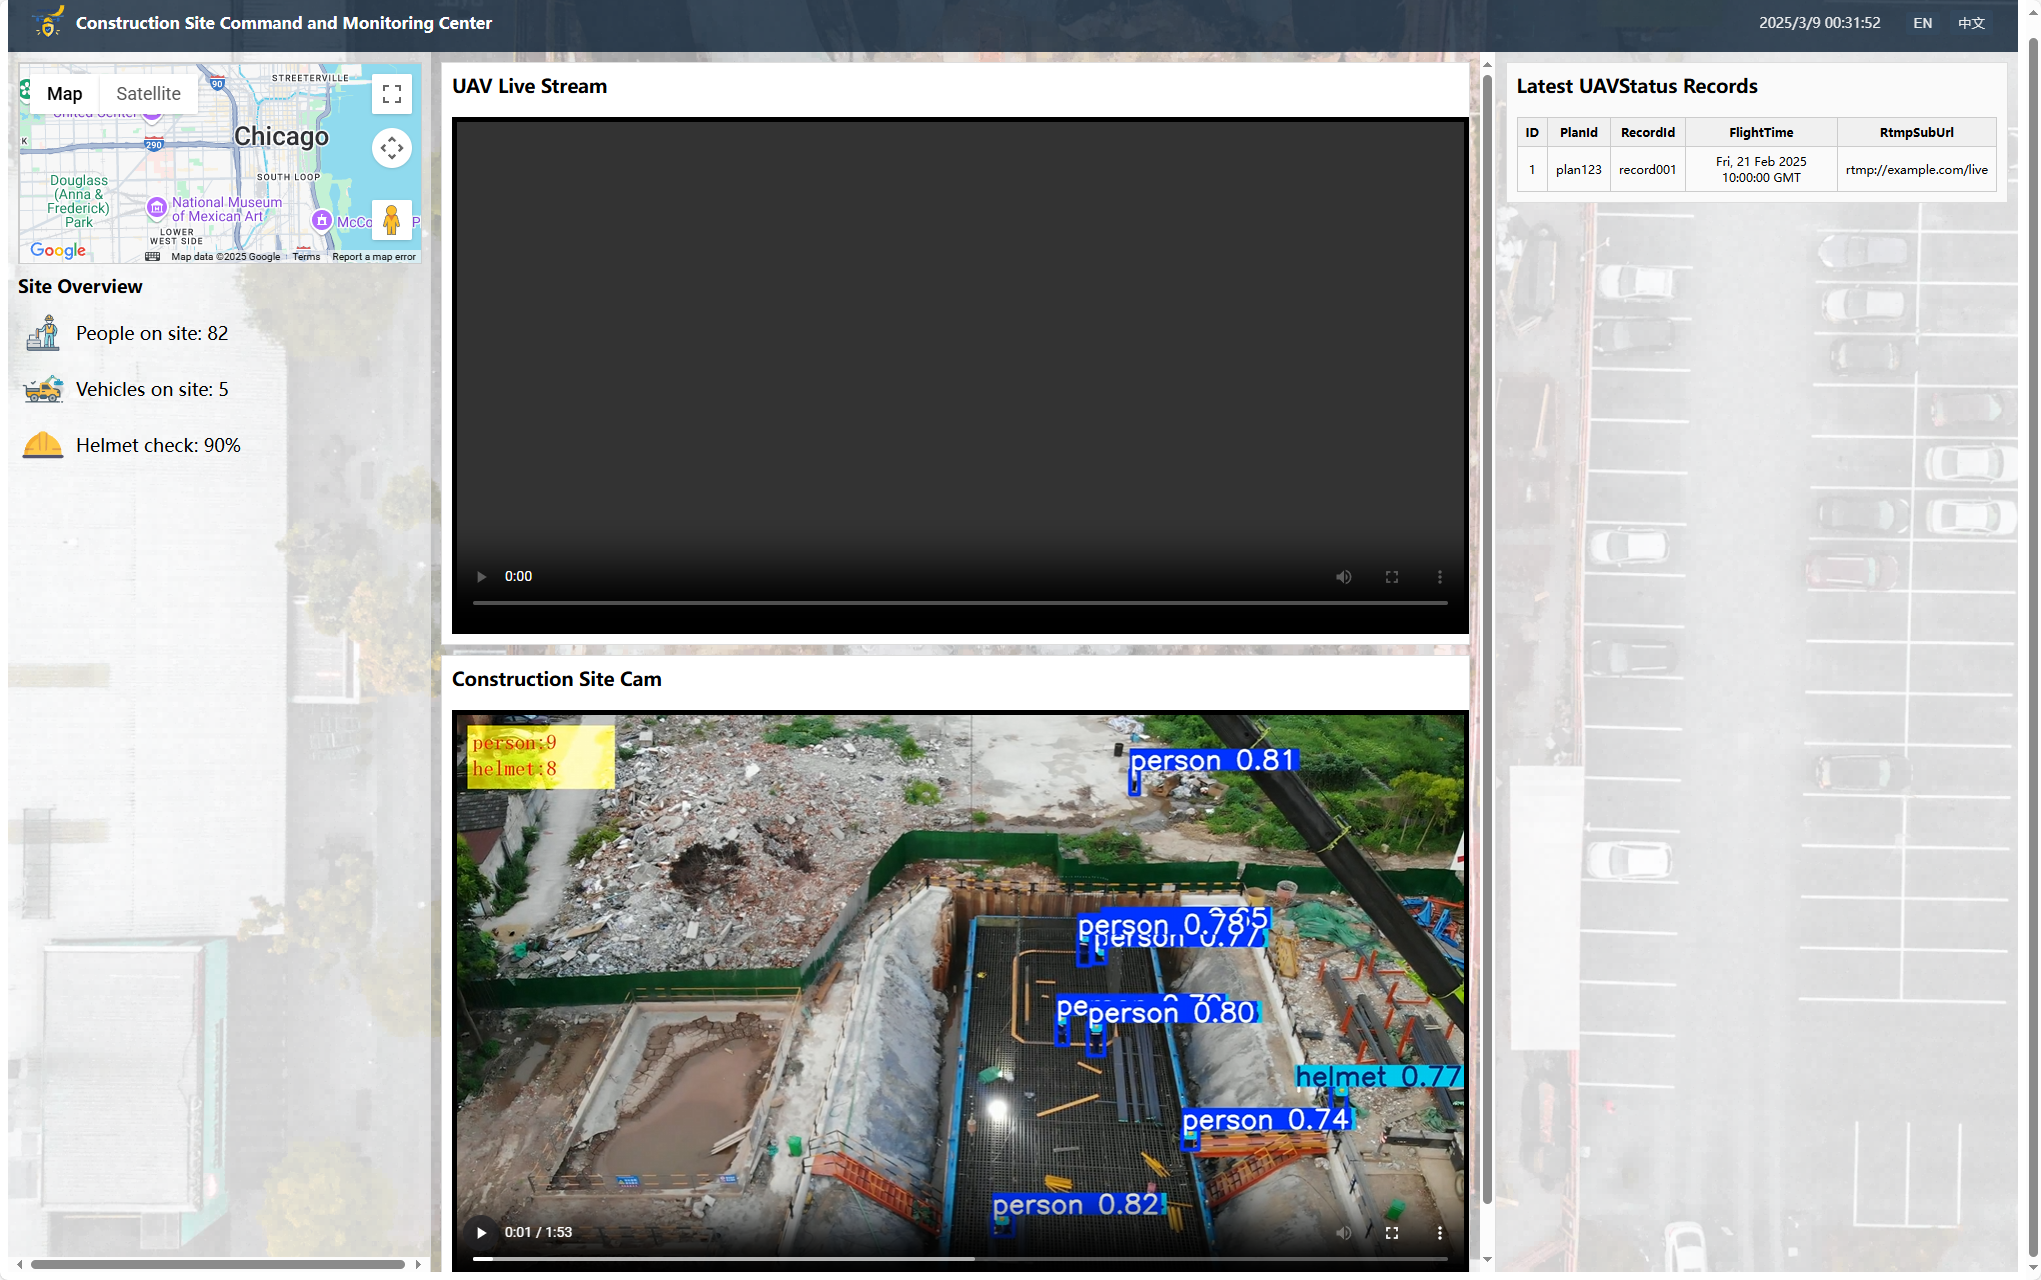 Construction Site Command and Monitoring Center
2025/3/9 00:31:52
EN
中文
Map
Satellite
STREETERVILLE
90
290
Chicago
K
SOUTH LOOP
Douglass
(Anna &
Frederick)
Park
National Museum
of Mexican Art
LOWER
WEST SIDE
Google
Map data ©2025 Google
Terms
Report a map error
Site Overview
People on site: 82
Vehicles on site: 5
Helmet check: 90%
UAV Live Stream
0:00
Construction Site Cam
person:9
helmet:8
person 0.81
person 0.78
person 0.77
person 0.80
helmet 0.77
person 0.74
person 0.82
0:01 / 1:53
Latest UAVStatus Records
ID PlanId RecordId FlightTime RtmpSubUrl
1 plan123 record001 Fri, 21 Feb 2025 10:00:00 GMT rtmp://example.com/live